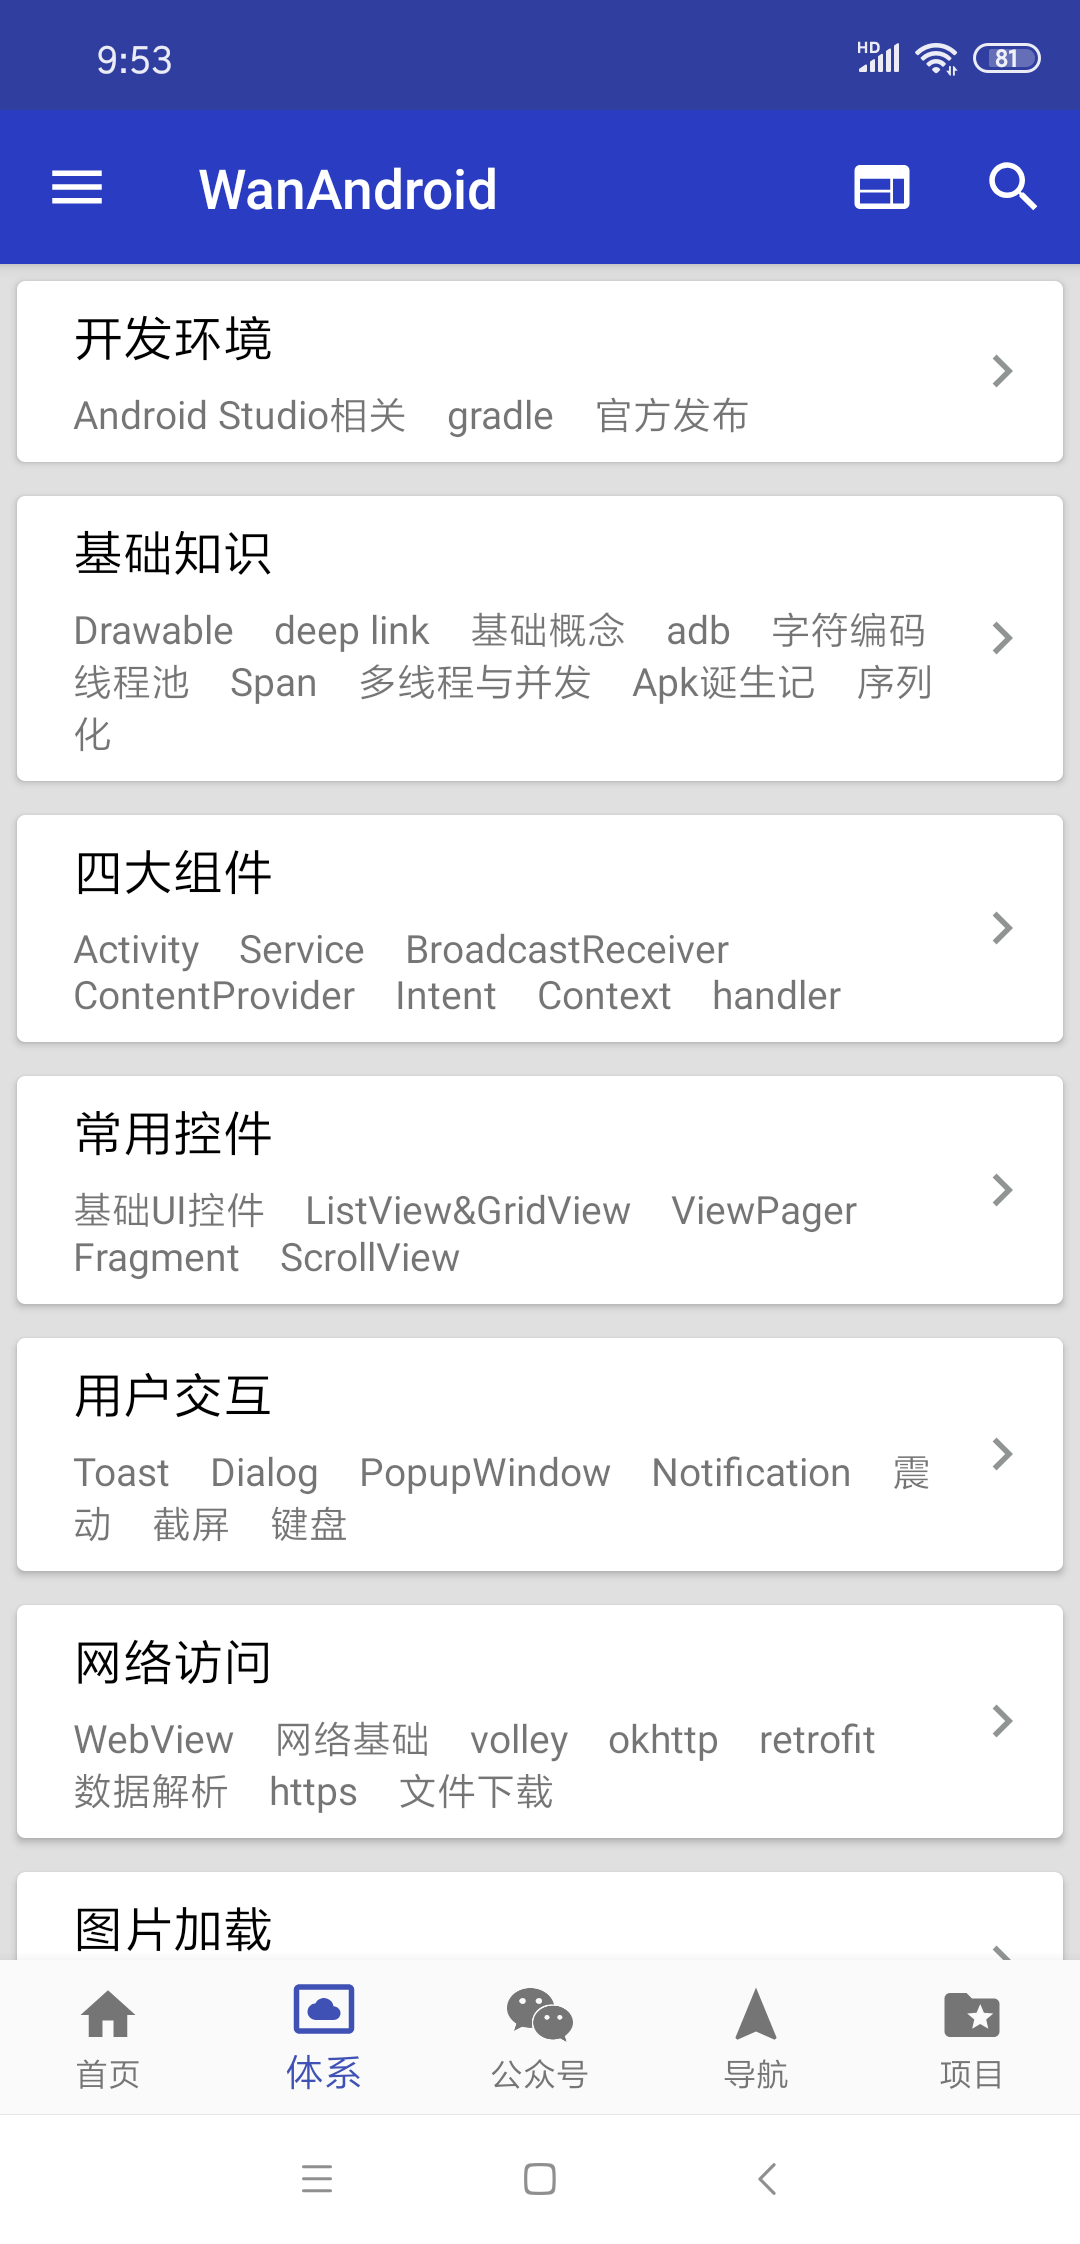 9:53
HD
81
WanAndroid
开发环境
Android Studio相关 gradle 官方发布
基础知识
Drawable deep link 基础概念 adb 字符编码
线程池 Span 多线程与并发 Apk诞生记 序列
化
四大组件
Activity Service BroadcastReceiver
ContentProvider Intent Context handler
常用控件
基础UI控件 ListView&GridView ViewPager
Fragment ScrollView
用户交互
Toast Dialog PopupWindow Notification 震
动 截屏 键盘
网络访问
WebView 网络基础 volley okhttp retrofit
数据解析 https 文件下载
图片加载
首页 体系 公众号 导航 项目